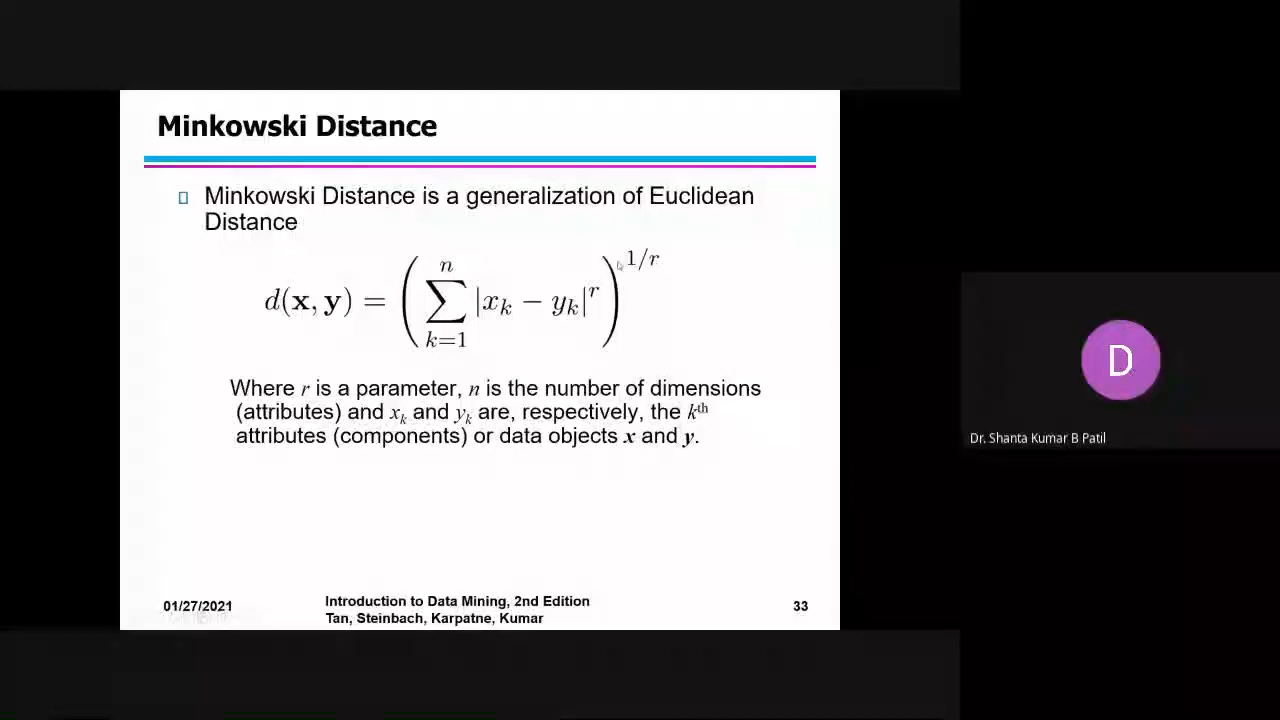 Minkowski Distance
Minkowski Distance is a generalization of Euclidean
Distance
d(x, y) = ( ∑_{k=1}^{n} |x_k − y_k|^r )^{1/r}
Where r is a parameter, n is the number of dimensions
(attributes) and x_k and y_k are, respectively, the k^th
attributes (components) or data objects x and y.
01/27/2021
Introduction to Data Mining, 2nd Edition
Tan, Steinbach, Karpatne, Kumar
33
D
Dr. Shanta Kumar B Patil